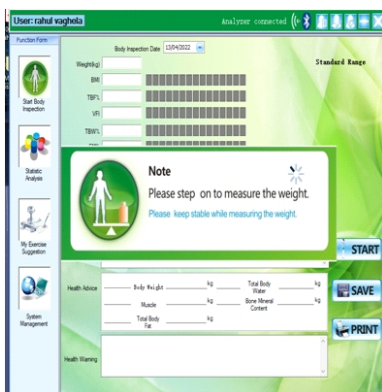 User: rahul vaghela
Analyzer connected
Function Form
Body Inspection Date 13/04/2022
Weight(kg)
Standard Range
BMI
TBF%
VFI
TBW%
Start Body
Inspection
Note
Please step on to measure the weight.
Please keep stable while measuring the weight.
Statistic
Analysis
My Exercise
Suggestion
START
Health Advice
Body Weight kg
Total Body
Water kg
Muscle kg
Bone Mineral
Content kg
Total Body
Fat kg
SAVE
System
Management
PRINT
Health Warning